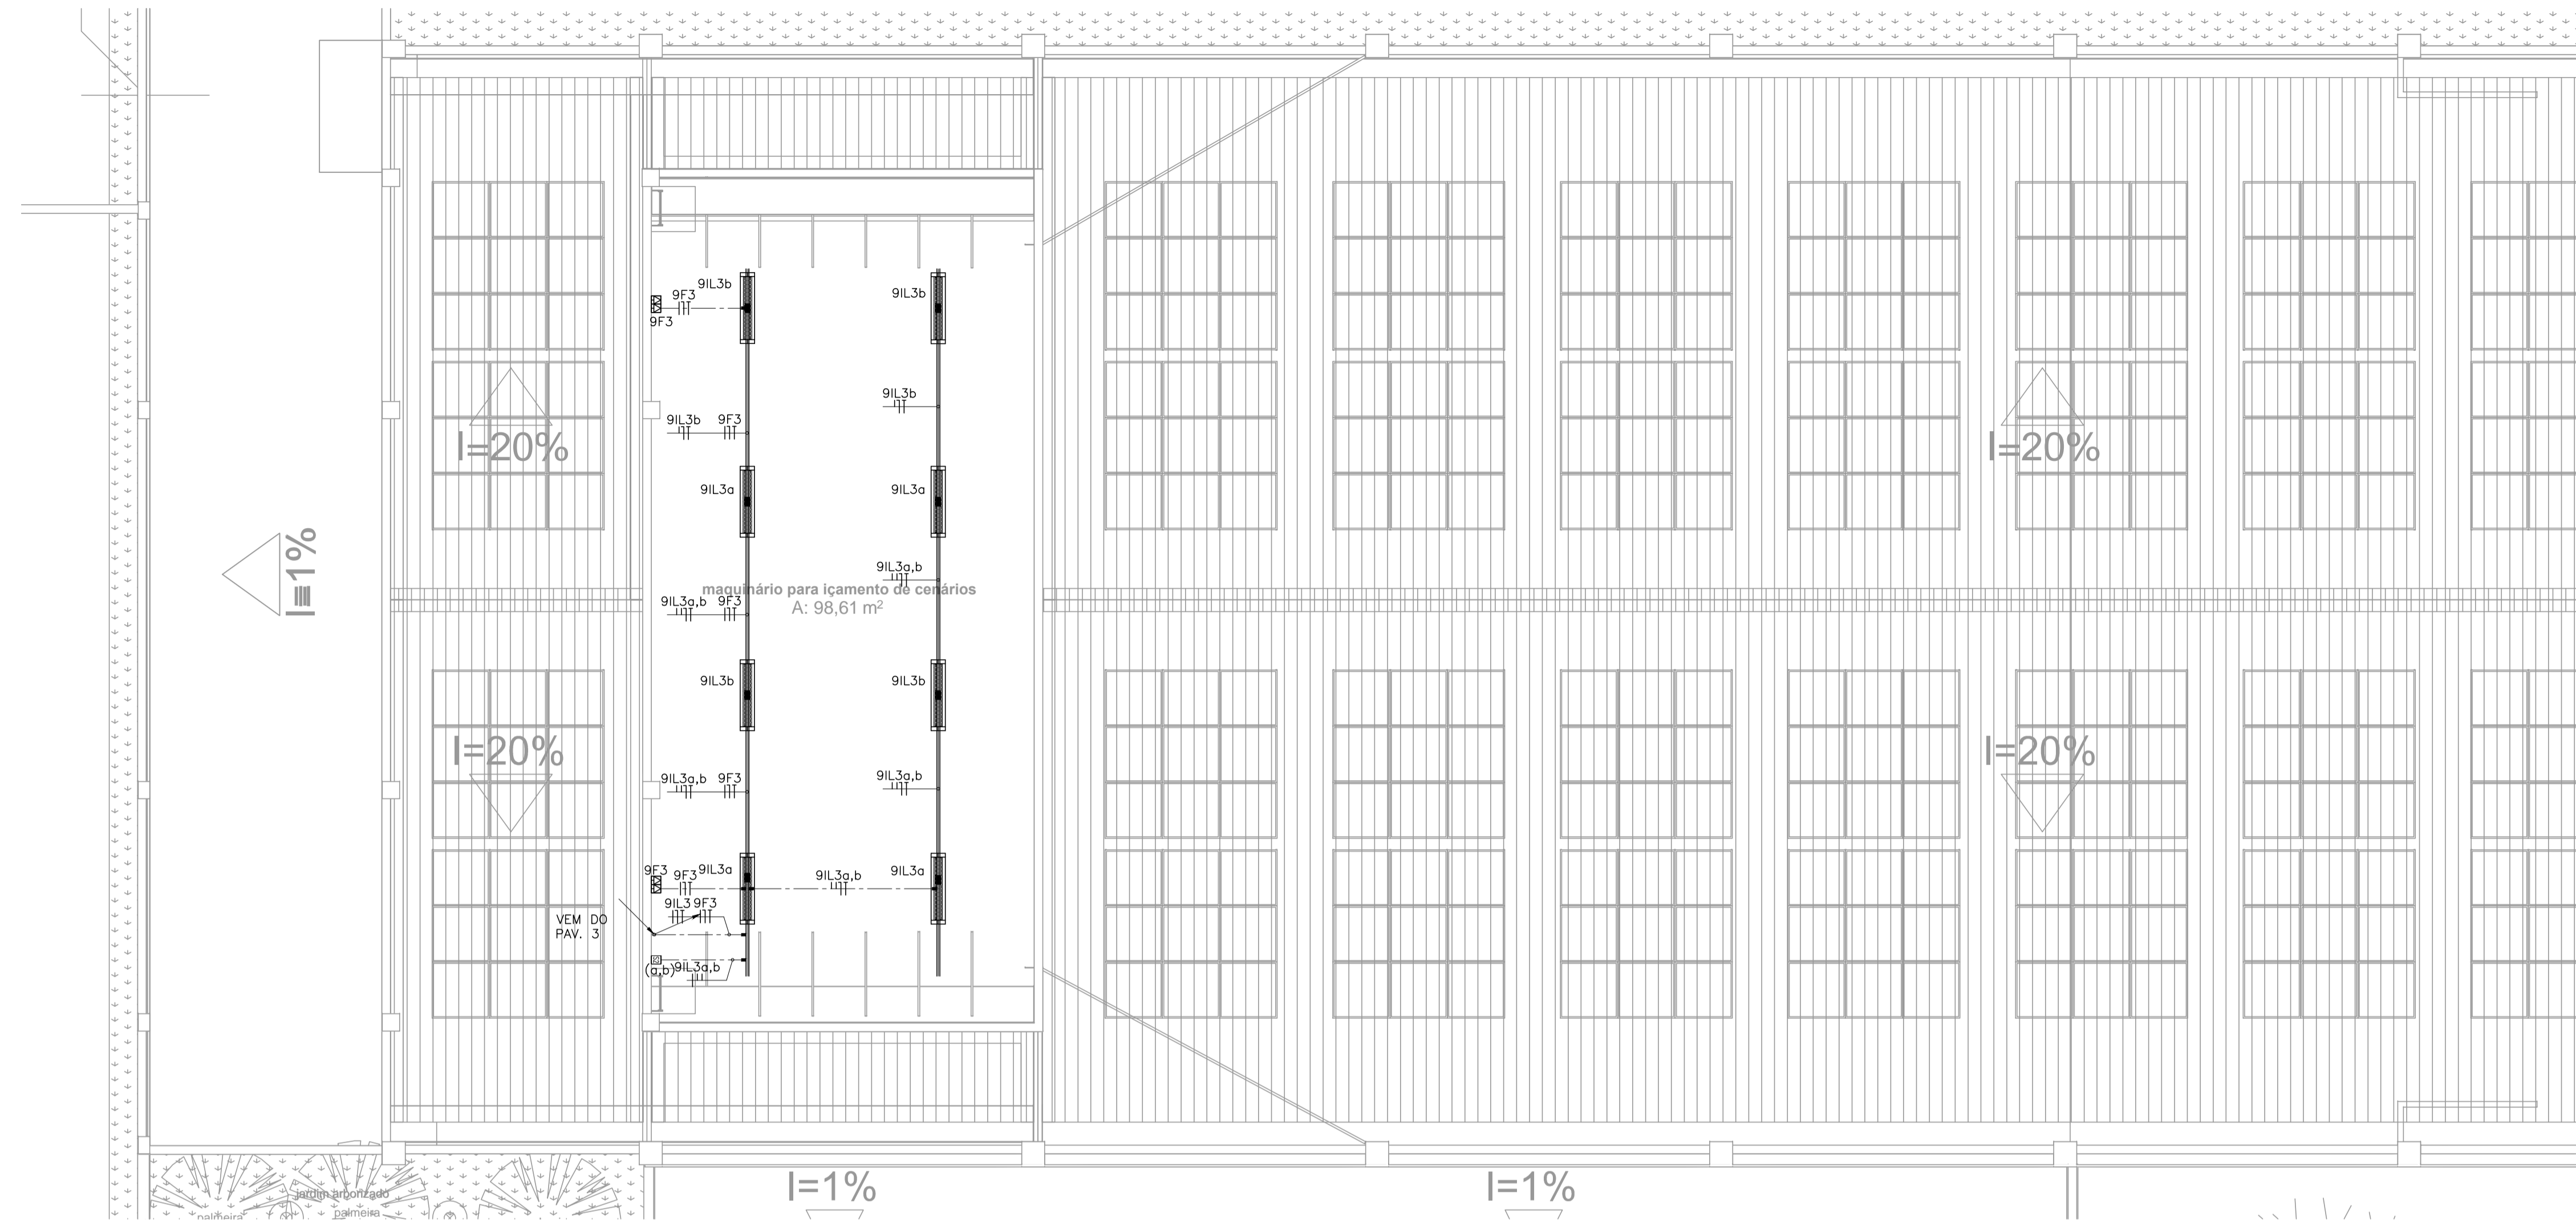 9IL3b
9IL3b
9F3
9F3
9IL3b
I=20%
9IL3b
9F3
I=20%
9IL3a
9IL3a
I=1%
9IL3a,b
maquinário para içamento de cenários
A: 98,61 m²
9IL3a,b
9F3
9IL3b
9IL3b
I=20%
I=20%
9IL3a,b
9F3
9IL3a,b
9F3
9F3
9IL3a
9IL3a,b
9IL3a
9IL3
9F3
VEM DO
PAV. 3
(a,b)
9IL3a,b
I=1%
I=1%
jardim arborizado
palmeira
palmeira